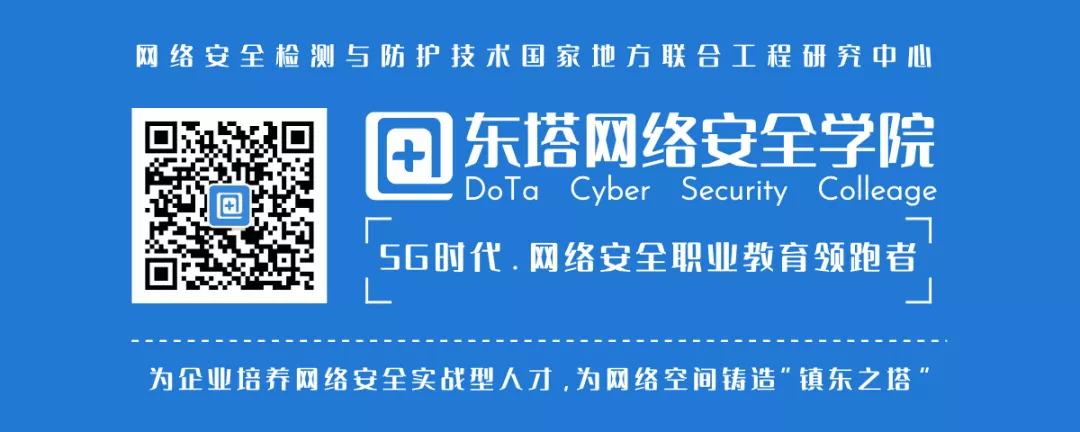 网络安全检测与防护技术国家地方联合工程研究中心
东塔网络安全学院
DoTa Cyber Security Colleage
5G时代.网络安全职业教育领跑者
为企业培养网络安全实战型人才,为网络空间铸造"镇东之塔"